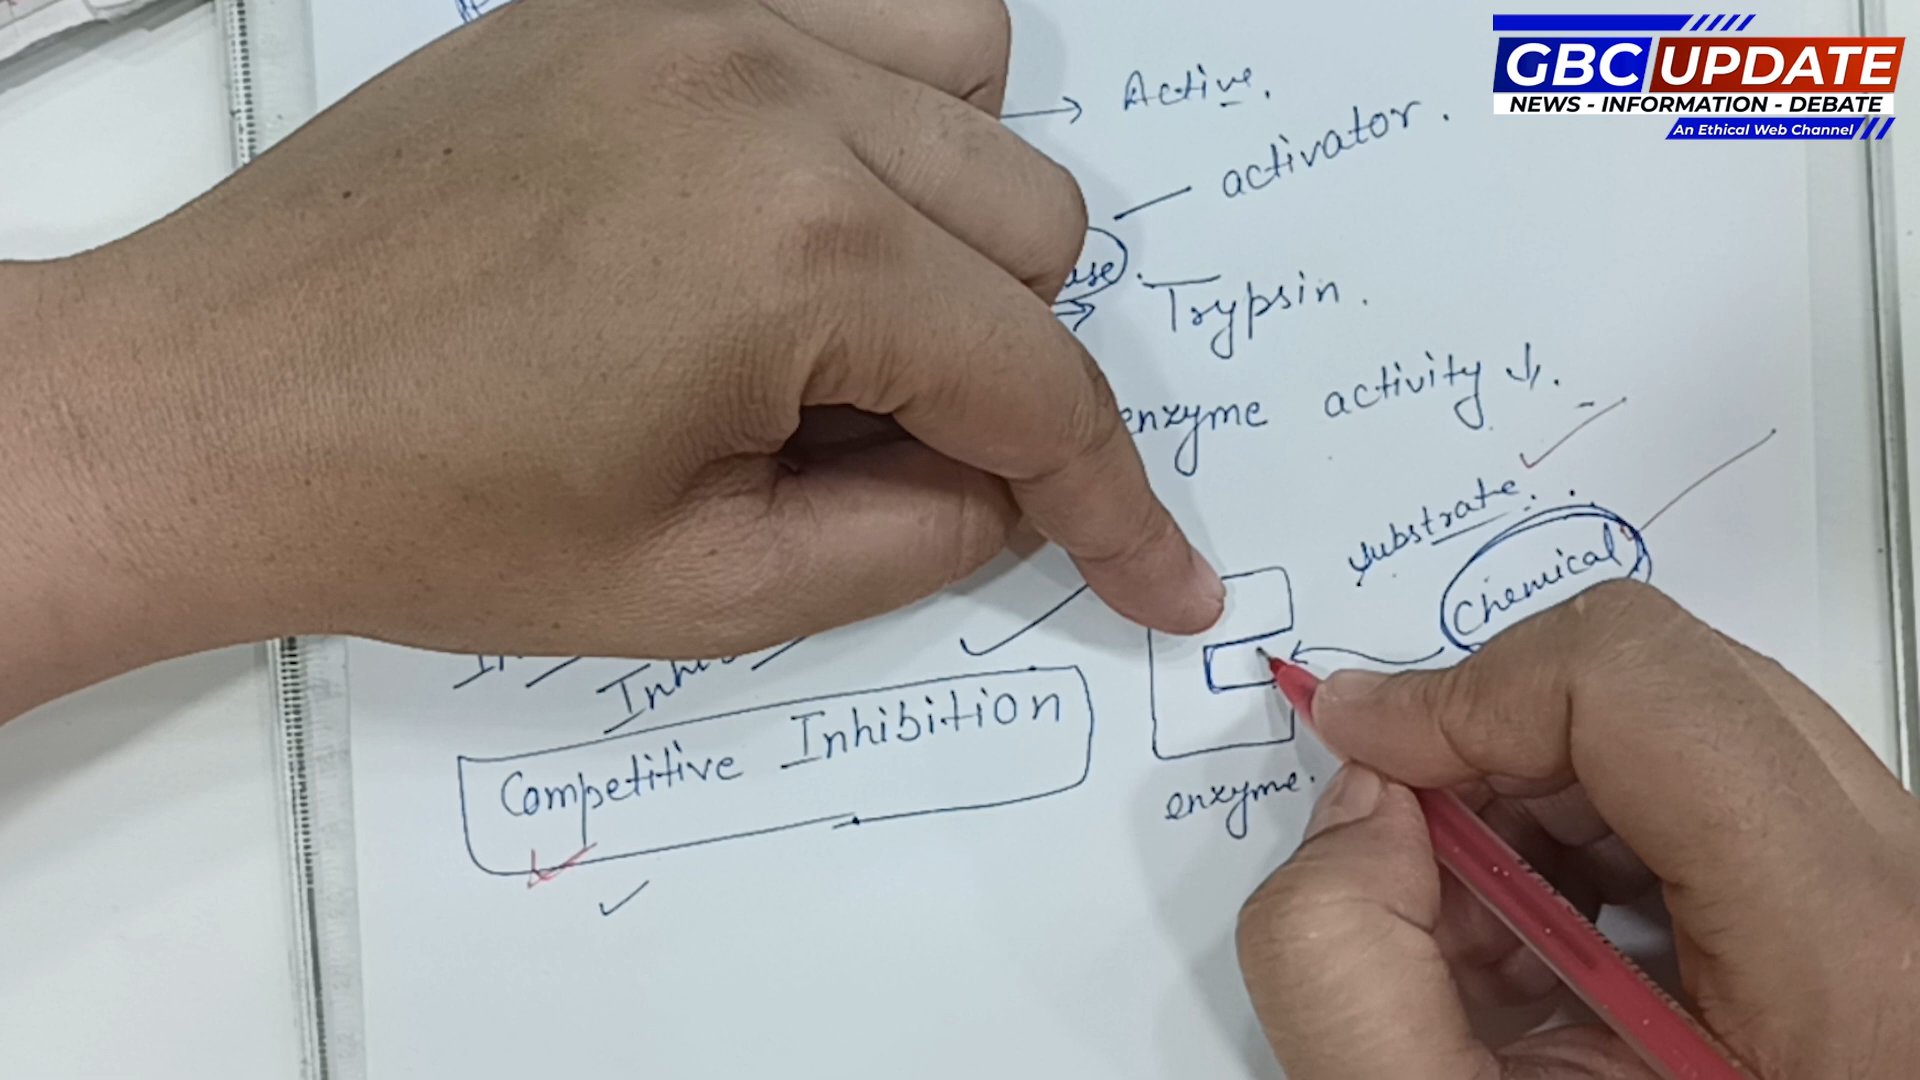 GBC UPDATE
NEWS - INFORMATION - DEBATE
An Ethical Web Channel
Active.
activator.
Trypsin.
enzyme activity ↓.
substrate.
Chemical
Competitive Inhibition
enzyme.